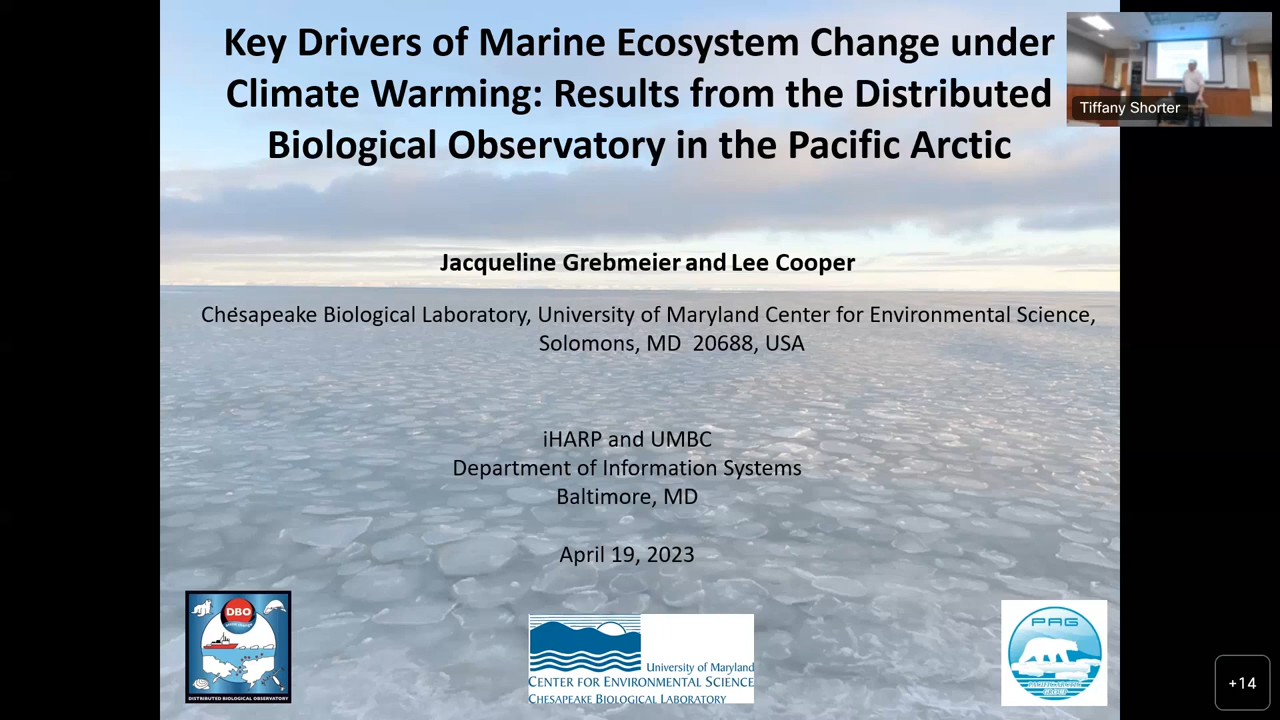 Key Drivers of Marine Ecosystem Change under
Climate Warming: Results from the Distributed
Biological Observatory in the Pacific Arctic
Tiffany Shorter
Jacqueline Grebmeier and Lee Cooper
Chesapeake Biological Laboratory, University of Maryland Center for Environmental Science,
Solomons, MD 20688, USA
iHARP and UMBC
Department of Information Systems
Baltimore, MD
April 19, 2023
DBO
DISTRIBUTED BIOLOGICAL OBSERVATORY
University of Maryland
CENTER FOR ENVIRONMENTAL SCIENCE
CHESAPEAKE BIOLOGICAL LABORATORY
PAG
+14